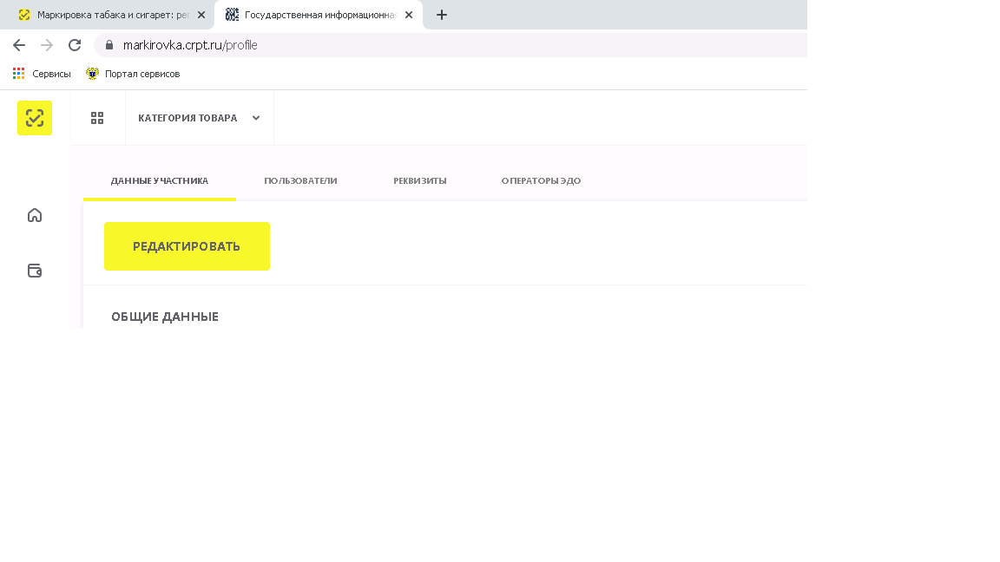 Маркировка табака и сигарет: рег
Государственная информационная
markirovka.crpt.ru/profile
Сервисы
Портал сервисов
КАТЕГОРИЯ ТОВАРА
ДАННЫЕ УЧАСТНИКА
ПОЛЬЗОВАТЕЛИ
РЕКВИЗИТЫ
ОПЕРАТОРЫ ЭДО
РЕДАКТИРОВАТЬ
ОБЩИЕ ДАННЫЕ